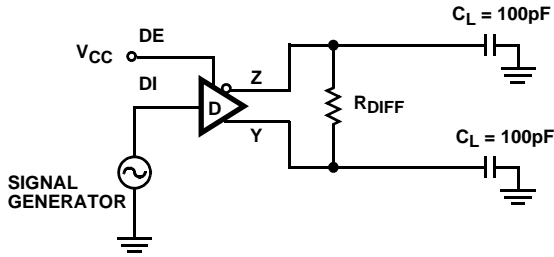 C_L = 100pF
DE
V_CC
DI
Z
D
R_DIFF
Y
C_L = 100pF
SIGNAL
GENERATOR